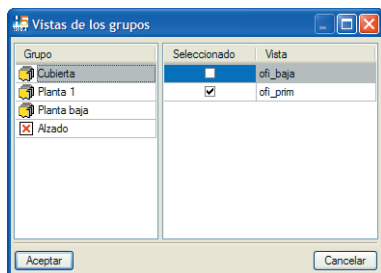 Vistas de los grupos
Grupo
Seleccionado Vista
Cubierta
ofi_baja
Planta 1
ofi_prim
Planta baja
Alzado
Aceptar
Cancelar